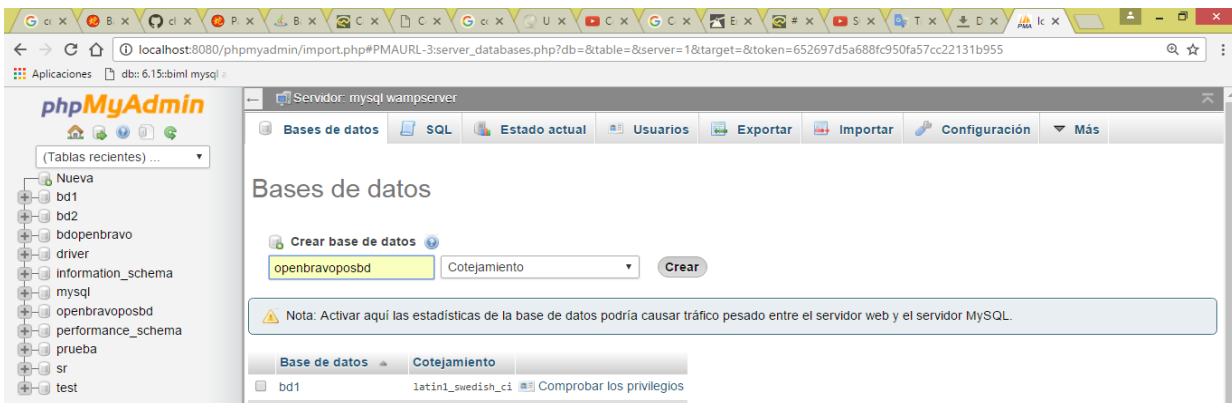 localhost:8080/phpmyadmin/import.php#PMAURL-3:server_databases.php?db=&table=&server=1&target=&token=652697d5a688fc950fa57cc22131b955
Aplicaciones db:: 6.15::biml mysql
phpMyAdmin
(Tablas recientes) ...
Nueva
bd1
bd2
bdopenbravo
driver
information_schema
mysql
openbravoposbd
performance_schema
prueba
sr
test
Servidor: mysql wampserver
Bases de datos SQL Estado actual Usuarios Exportar Importar Configuración Más
Bases de datos
Crear base de datos
openbravoposbd Cotejamiento Crear
Nota: Activar aquí las estadísticas de la base de datos podría causar tráfico pesado entre el servidor web y el servidor MySQL.
Base de datos Cotejamiento
bd1 latin1_swedish_ci Comprobar los privilegios